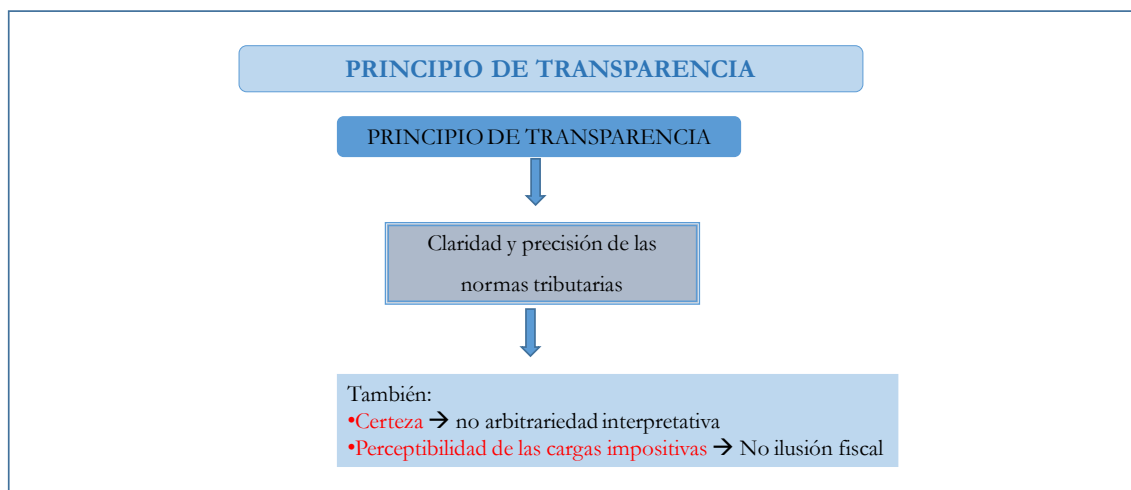 PRINCIPIO DE TRANSPARENCIA
PRINCIPIO DE TRANSPARENCIA
Claridad y precisión de las
normas tributarias
También:
•Certeza → no arbitrariedad interpretativa
•Perceptibilidad de las cargas impositivas → No ilusión fiscal